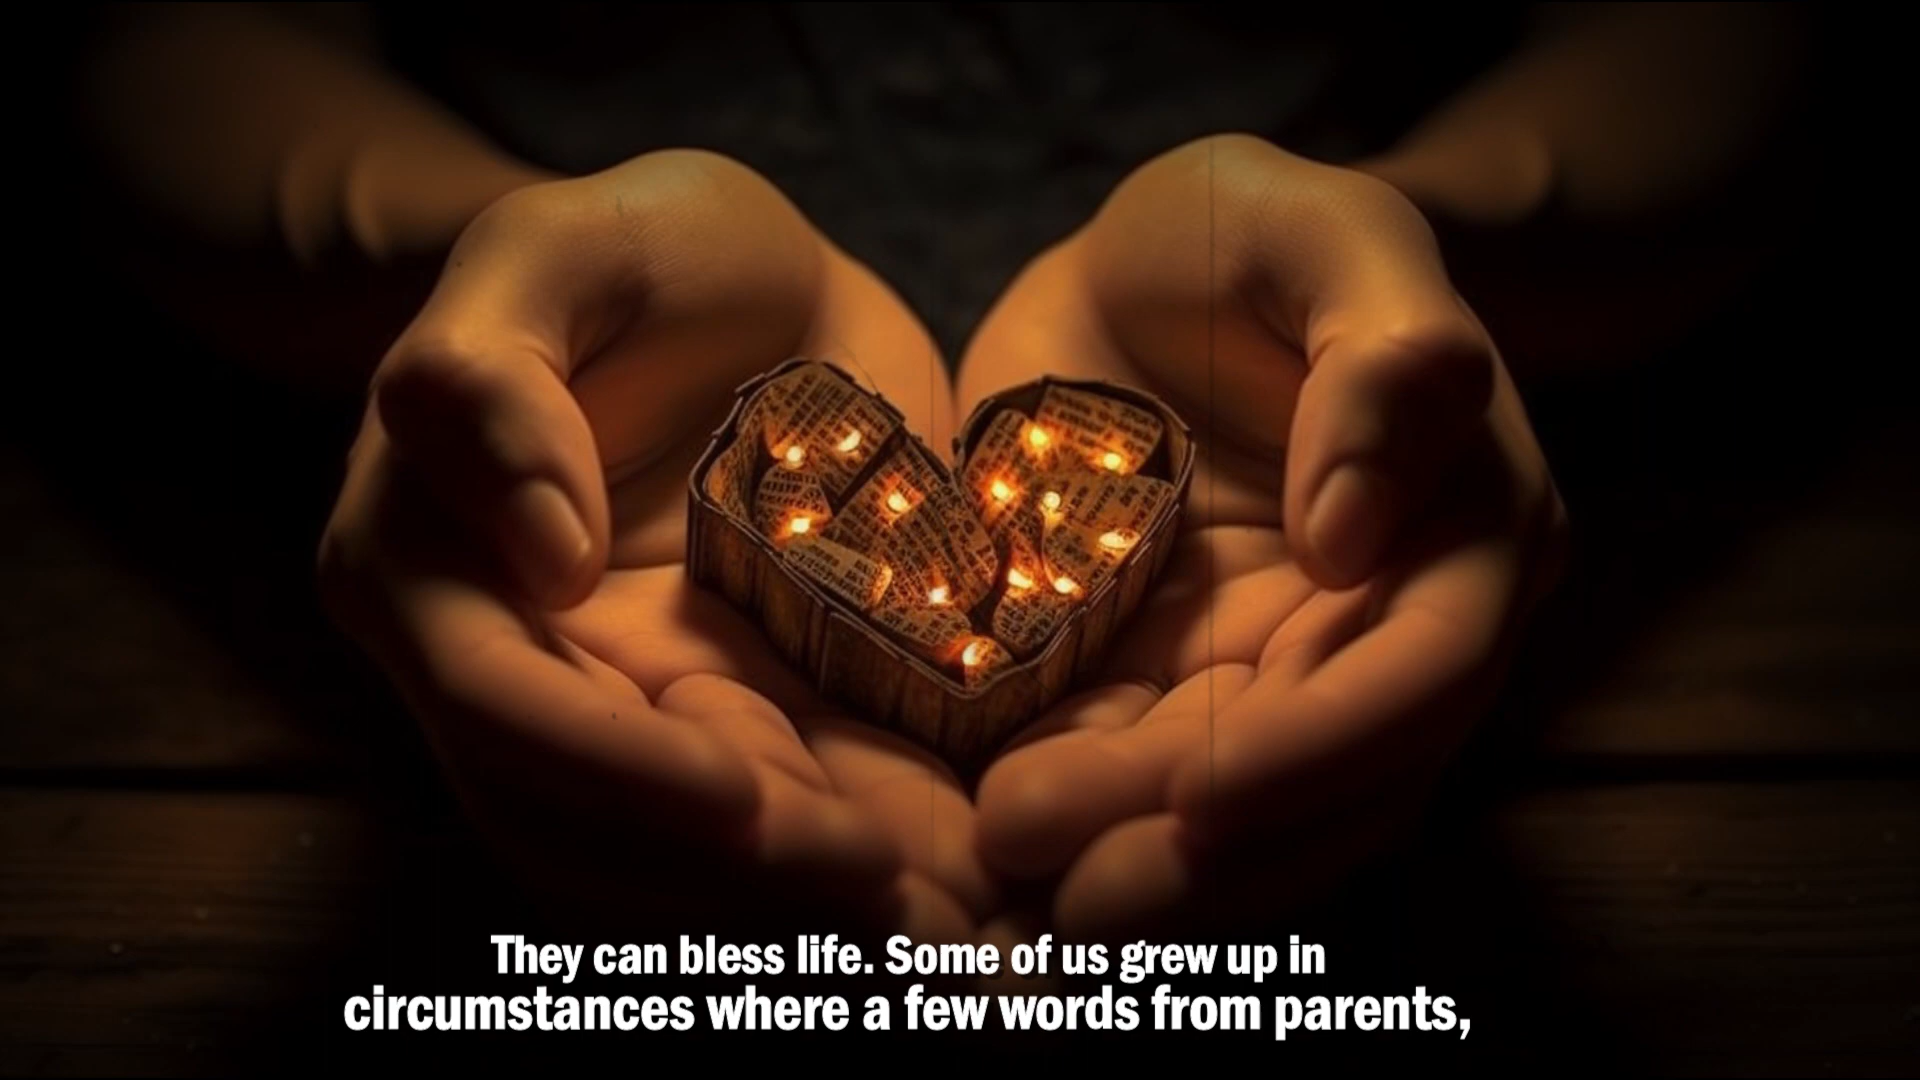 They can bless life. Some of us grew up in
circumstances where a few words from parents,